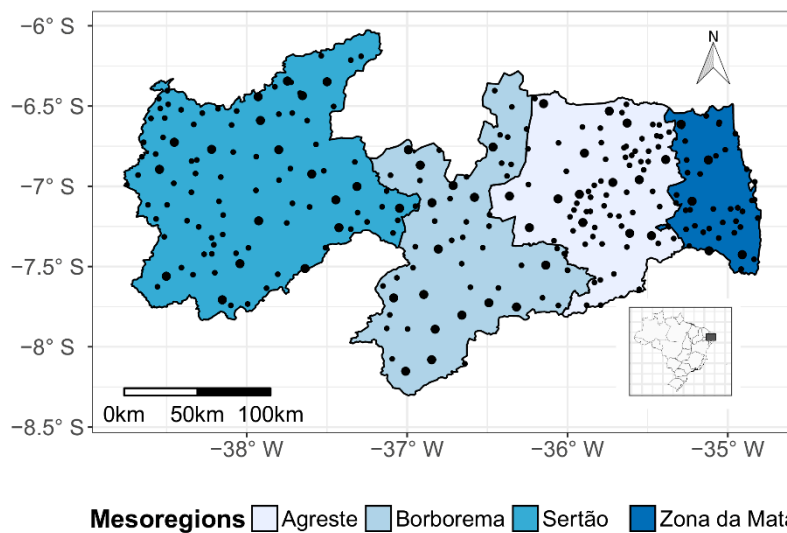 −6° S
−6.5° S
−7° S
−7.5° S
−8° S
−8.5° S
N
0km 50km 100km
−38° W −37° W −36° W −35° W
Mesoregions Agreste Borborema Sertão Zona da Mata